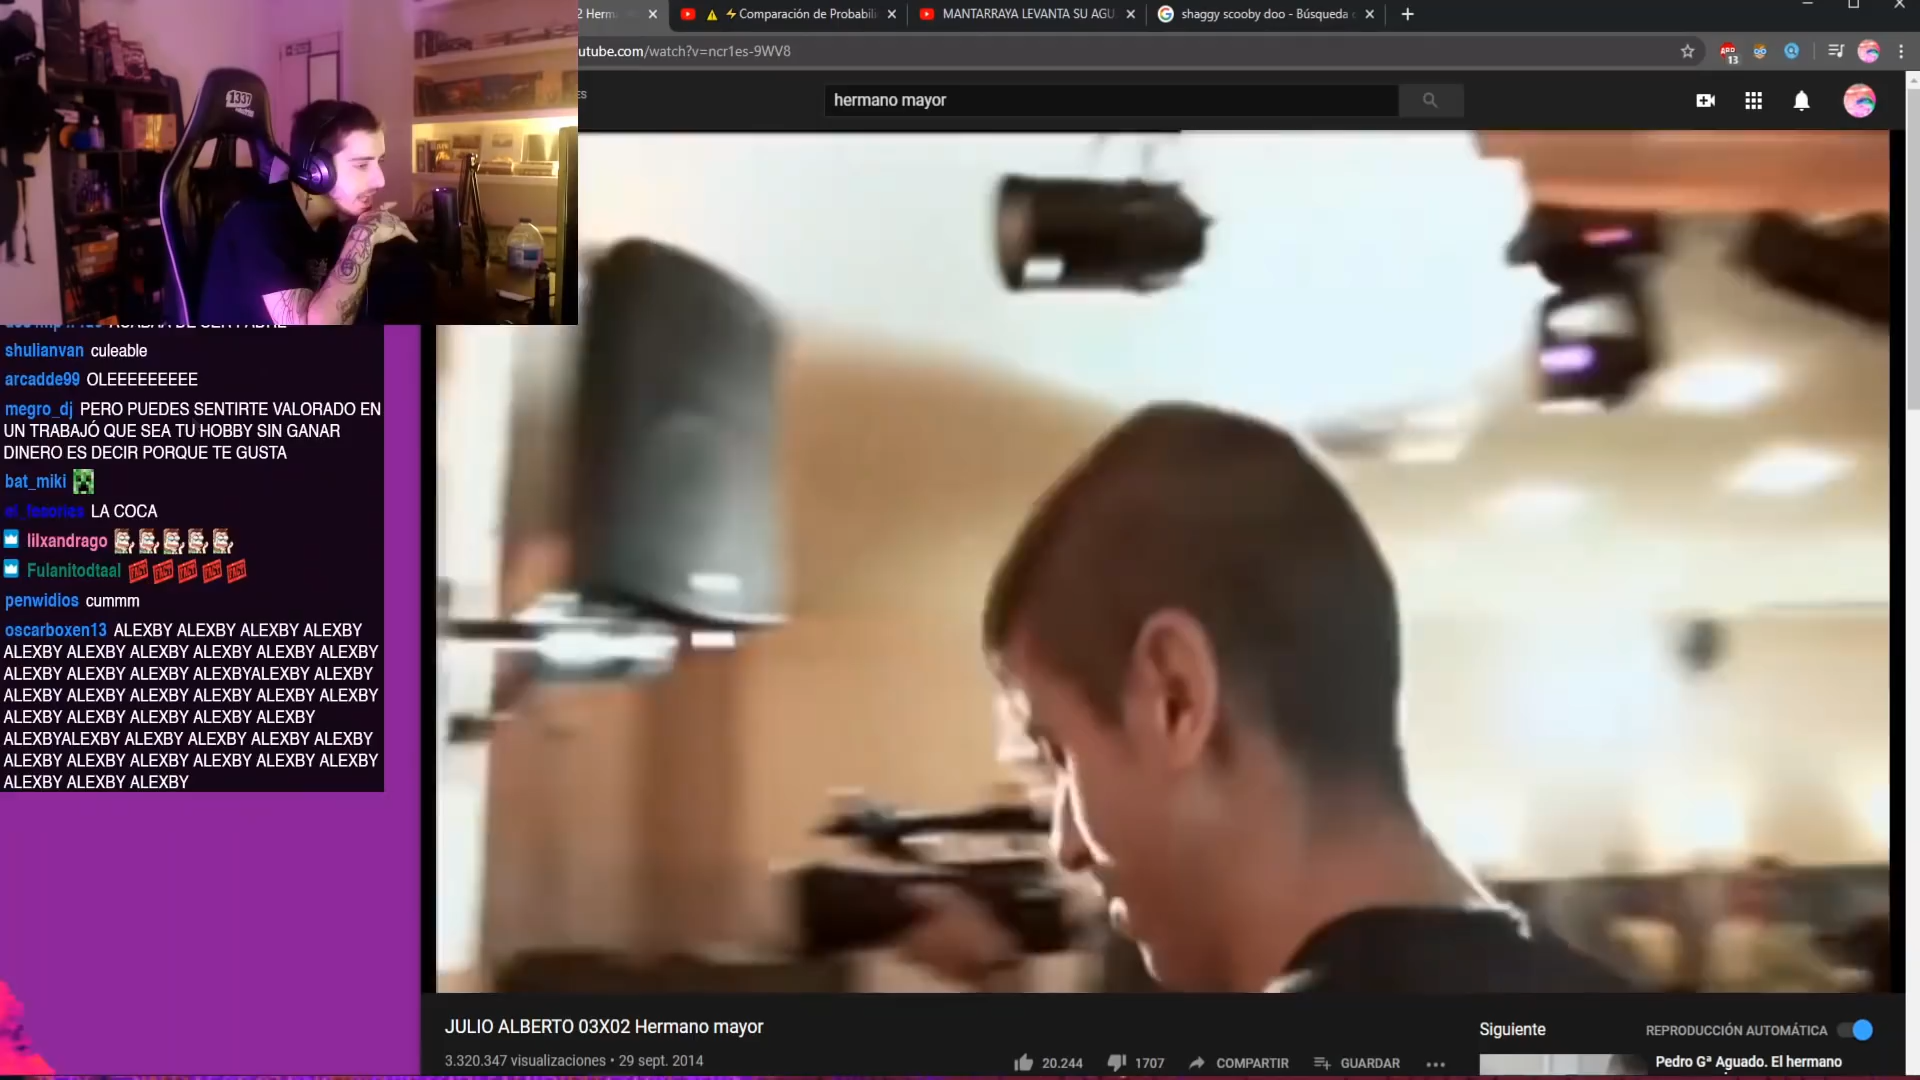 2 Herm
⚡Comparación de Probabili
MANTARRAYA LEVANTA SU AGU
shaggy scooby doo - Búsqueda
utube.com/watch?v=ncr1es-9WV8
13
ES
hermano mayor
1337
shulianvan culeable
arcadde99 OLEEEEEEEEE
megro_dj PERO PUEDES SENTIRTE VALORADO EN
UN TRABAJÓ QUE SEA TU HOBBY SIN GANAR
DINERO ES DECIR PORQUE TE GUSTA
bat_miki
LA COCA
lilxandrago
Fulanitodtaal
penwidios cummm
oscarboxen13 ALEXBY ALEXBY ALEXBY ALEXBY
ALEXBY ALEXBY ALEXBY ALEXBY ALEXBY ALEXBY
ALEXBY ALEXBY ALEXBY ALEXBYALEXBY ALEXBY
ALEXBY ALEXBY ALEXBY ALEXBY ALEXBY ALEXBY
ALEXBY ALEXBY ALEXBY ALEXBY ALEXBY
ALEXBYALEXBY ALEXBY ALEXBY ALEXBY ALEXBY
ALEXBY ALEXBY ALEXBY ALEXBY ALEXBY ALEXBY
ALEXBY ALEXBY ALEXBY
JULIO ALBERTO 03X02 Hermano mayor
3.320.347 visualizaciones • 29 sept. 2014
20.244
1707
COMPARTIR
GUARDAR
Siguiente
REPRODUCCIÓN AUTOMÁTICA
Pedro Gª Aguado. El hermano